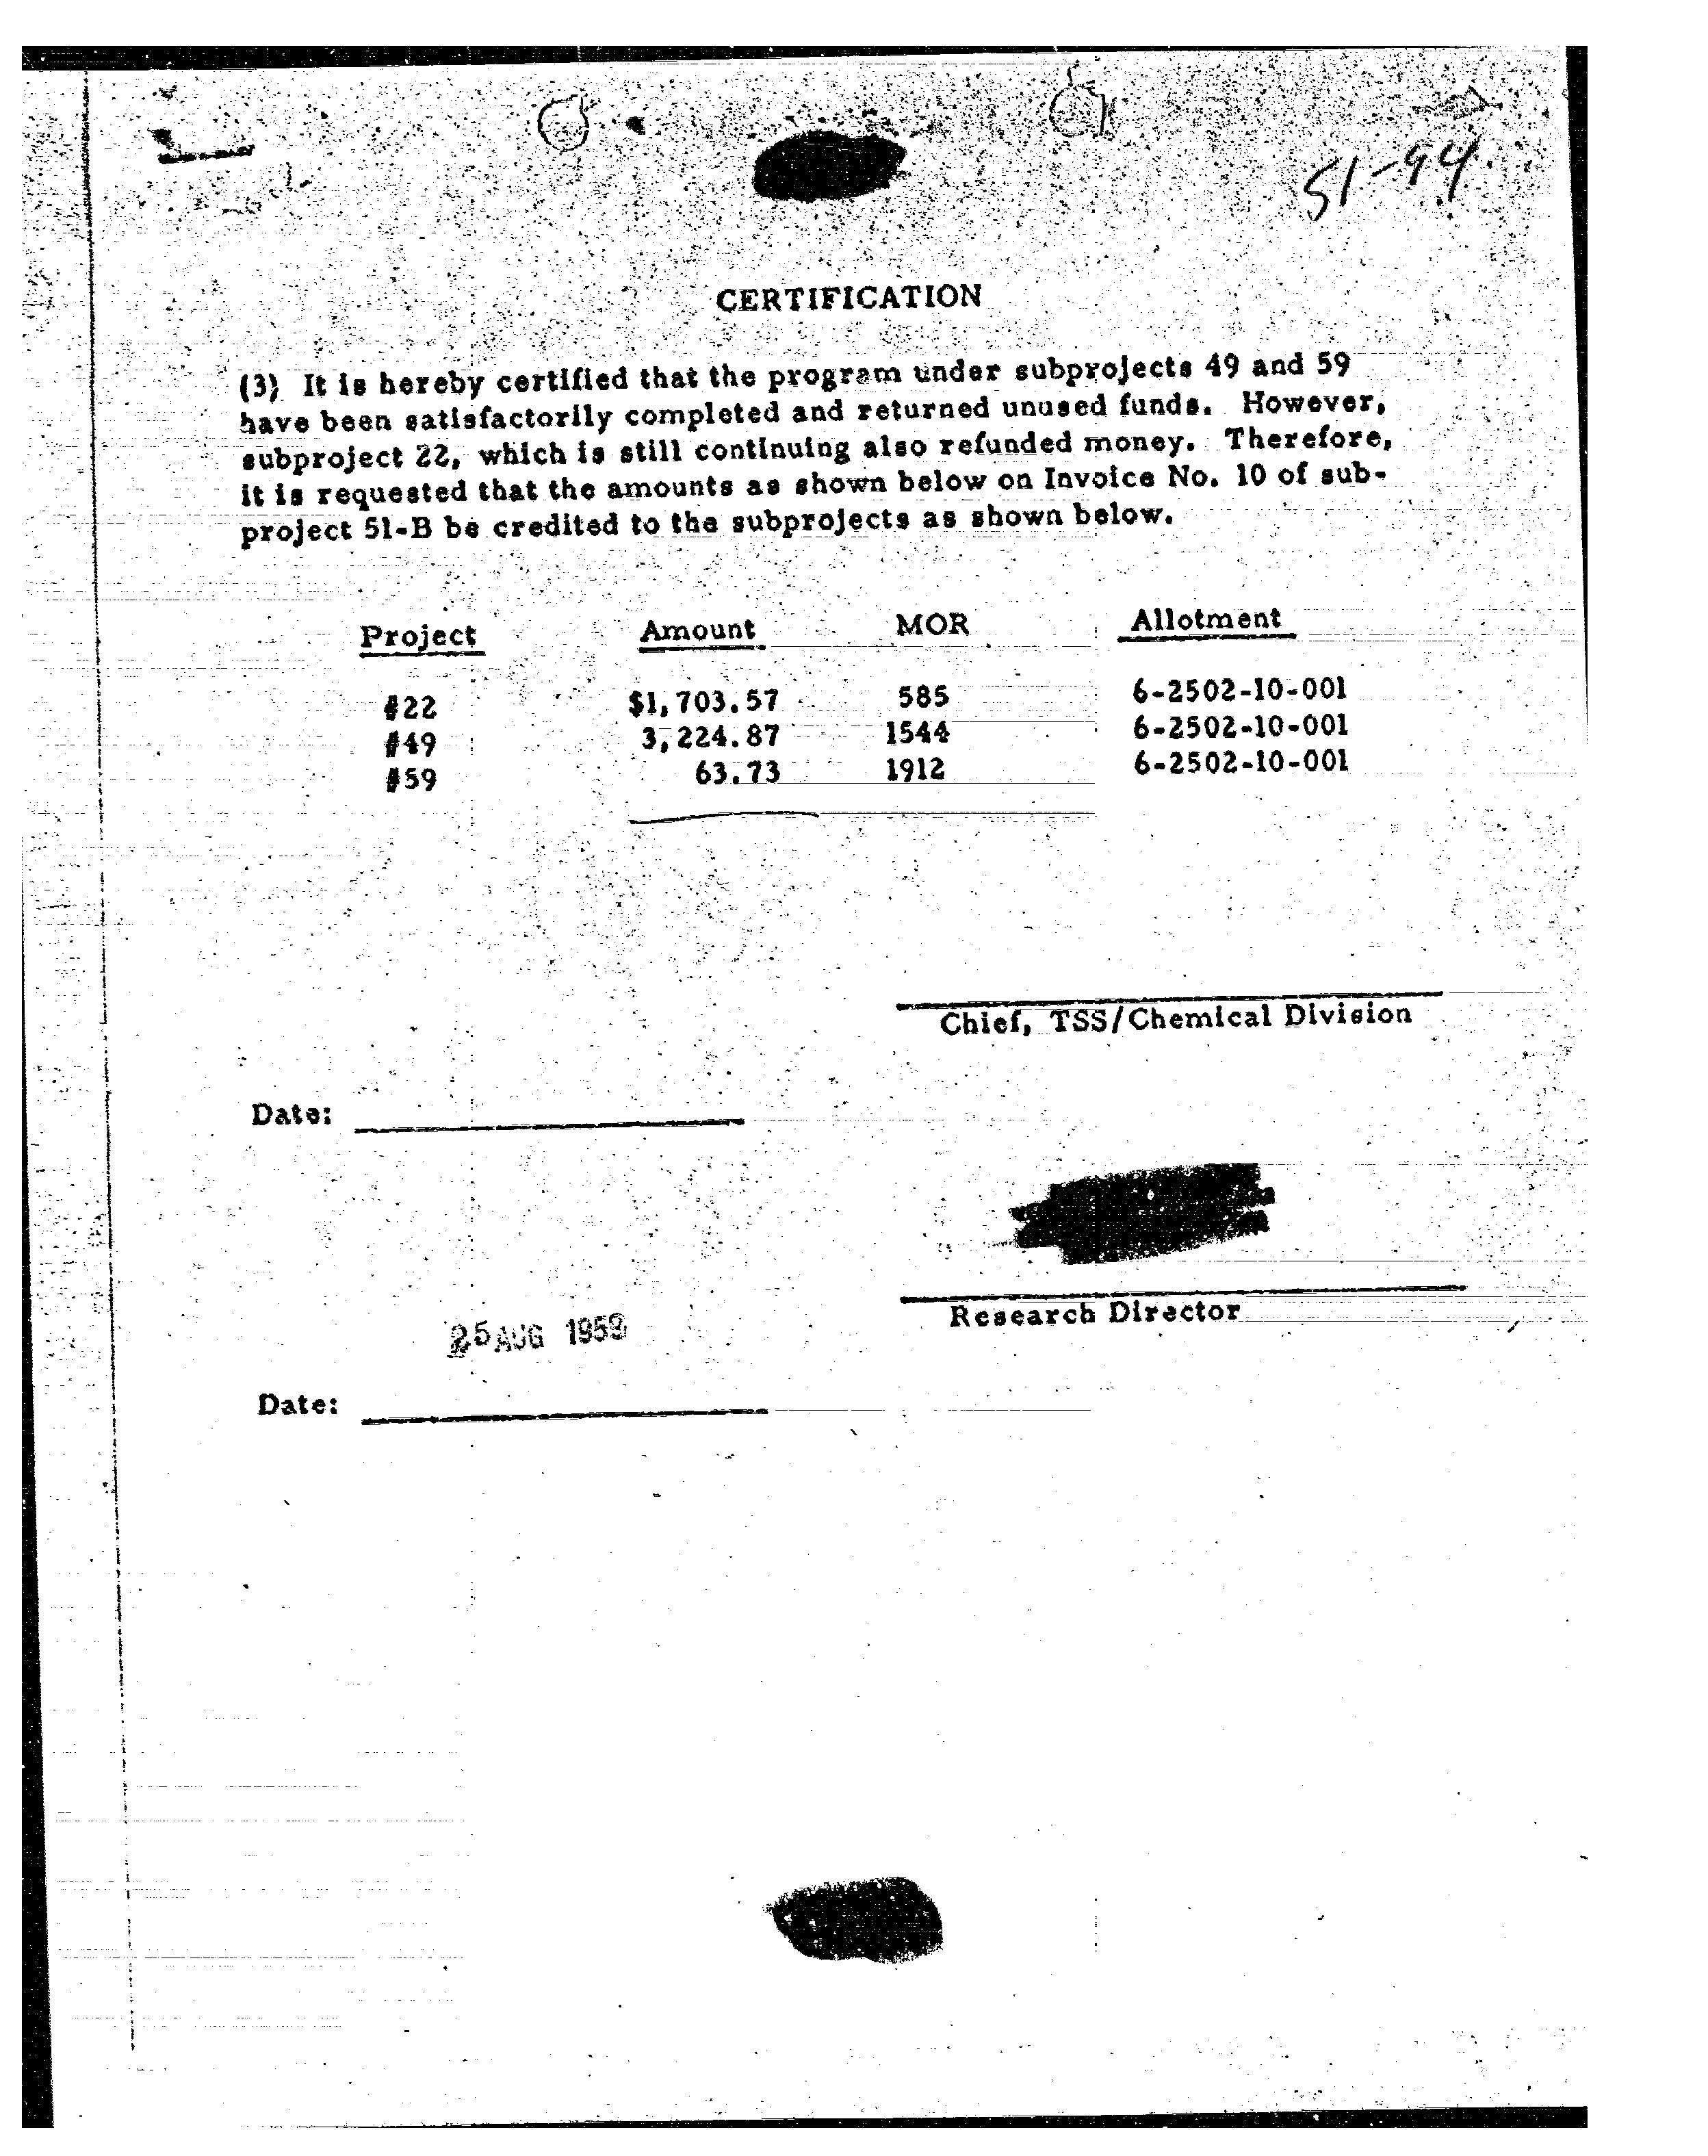 51-94
CERTIFICATION
(3) It is hereby certified that the program under subprojects 49 and 59
have been satisfactorily completed and returned unused funds. However,
subproject 22, which is still continuing also refunded money. Therefore,
it is requested that the amounts as shown below on Invoice No. 10 of sub-
project 51-B be credited to the subprojects as shown below.
Project Amount MOR Allotment
#22 $1,703.57 585 6-2502-10-001
#49 3,224.87 1544 6-2502-10-001
#59 63.73 1912 6-2502-10-001
Chief, TSS/Chemical Division
Date:
Research Director
25 AUG 1959
Date: